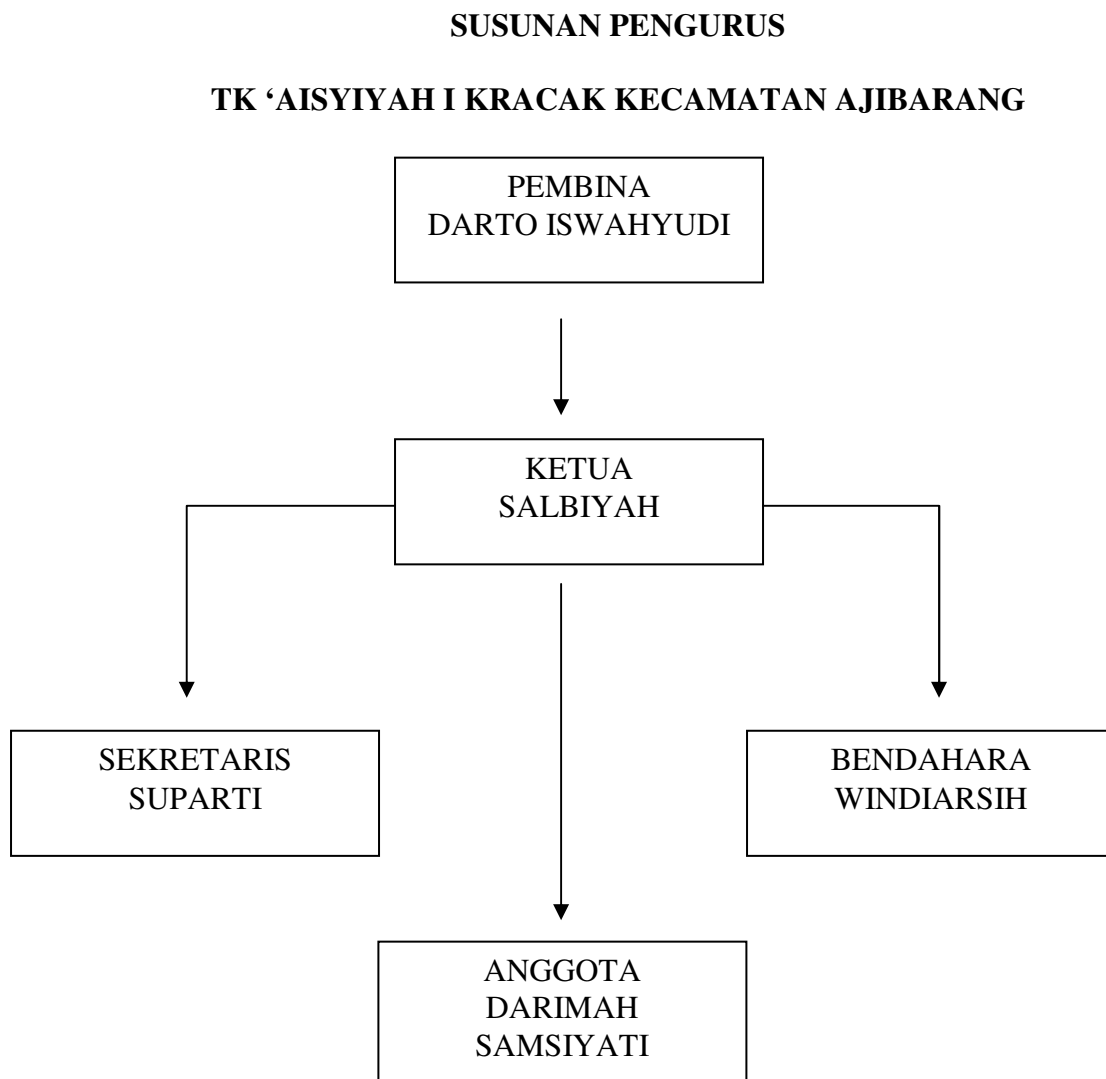 SUSUNAN PENGURUS
TK ‘AISYIYAH I KRACAK KECAMATAN AJIBARANG
PEMBINA
DARTO ISWAHYUDI
KETUA
SALBIYAH
SEKRETARIS
SUPARTI
BENDAHARA
WINDIARSIH
ANGGOTA
DARIMAH
SAMSIYATI